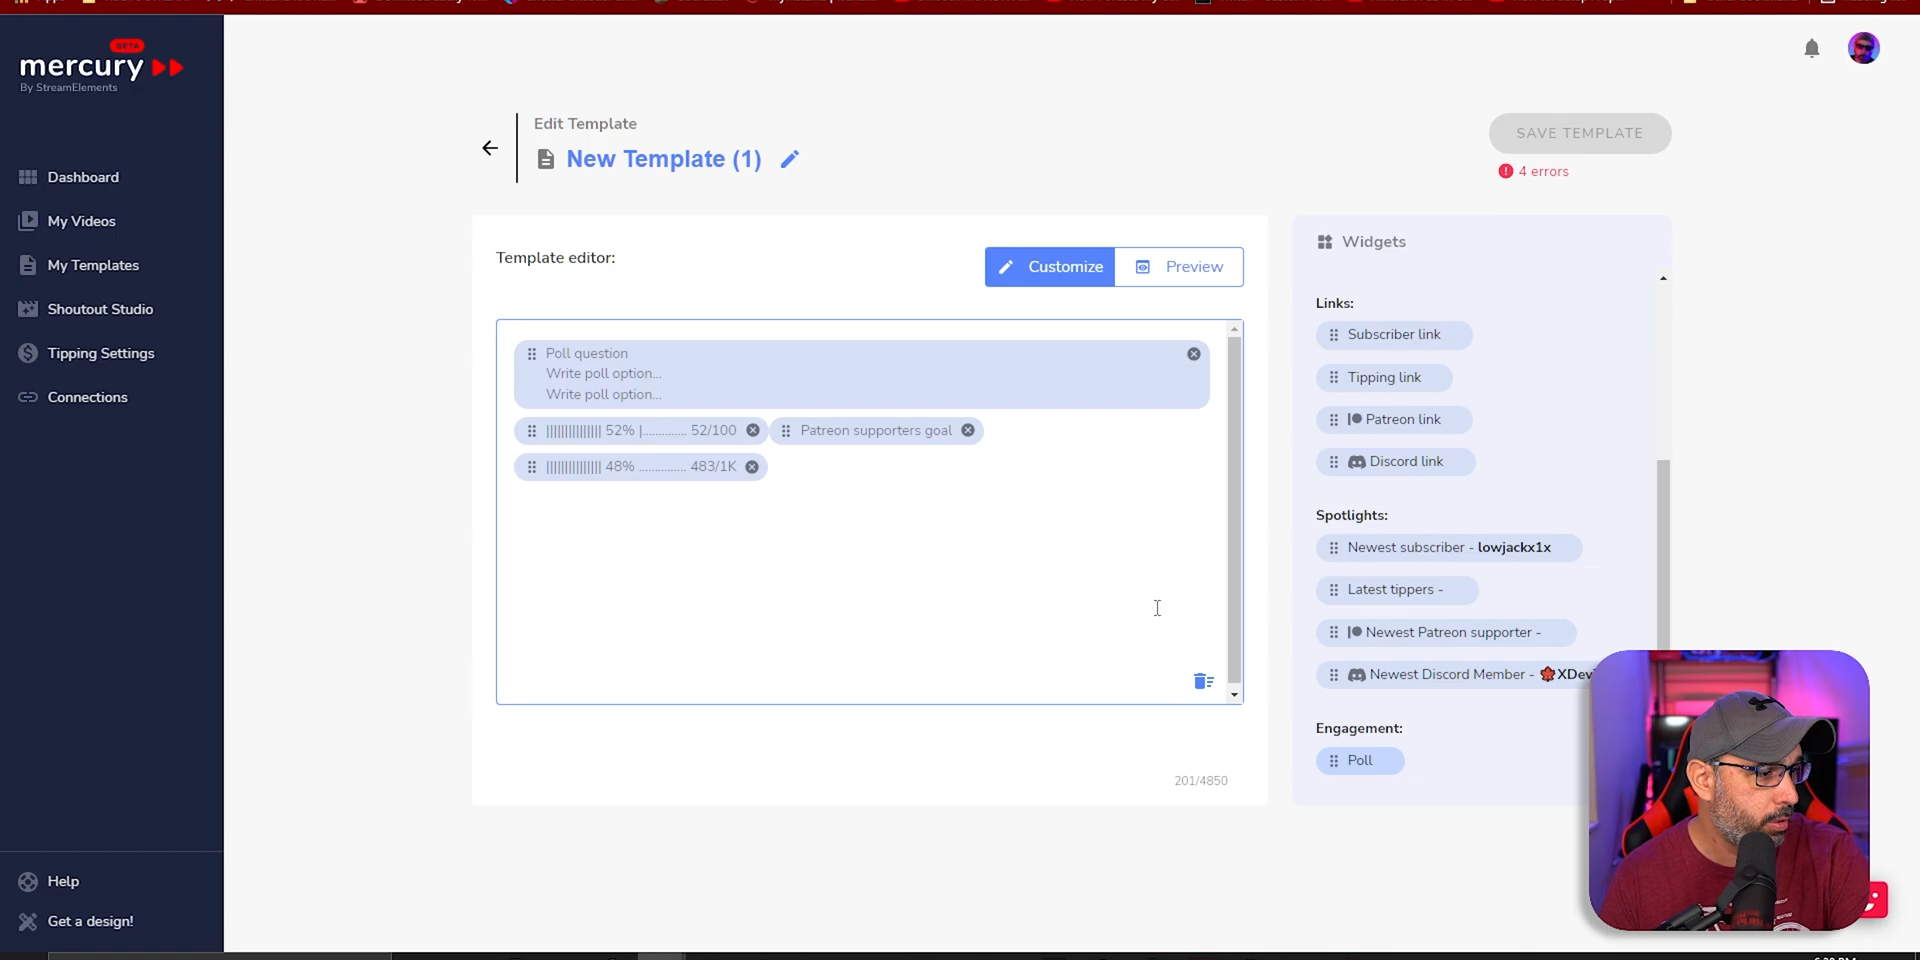 BETA
mercury
By StreamElements
Dashboard
My Videos
My Templates
Shoutout Studio
Tipping Settings
Connections
Help
Get a design!
Edit Template
New Template (1)
SAVE TEMPLATE
4 errors
Template editor:
Customize
Preview
Poll question
Write poll option...
Write poll option...
|||||||||||||||| 52% |.............. 52/100
Patreon supporters goal
|||||||||||||||| 48% ............... 483/1K
201/4850
Widgets
Links:
Subscriber link
Tipping link
Patreon link
Discord link
Spotlights:
Newest subscriber - lowjackx1x
Latest tippers -
Newest Patreon supporter -
Newest Discord Member - XDev
Engagement:
Poll